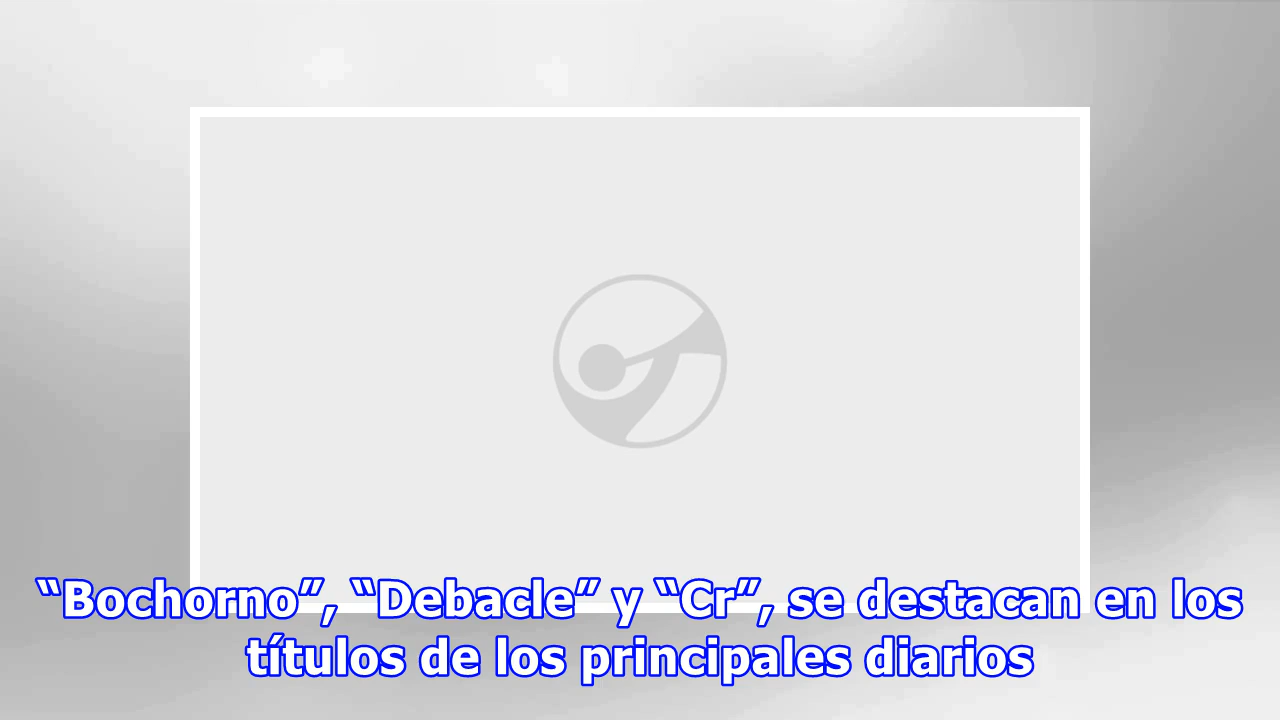 “Bochorno”, “Debacle” y “Cr”, se destacan en los
títulos de los principales diarios